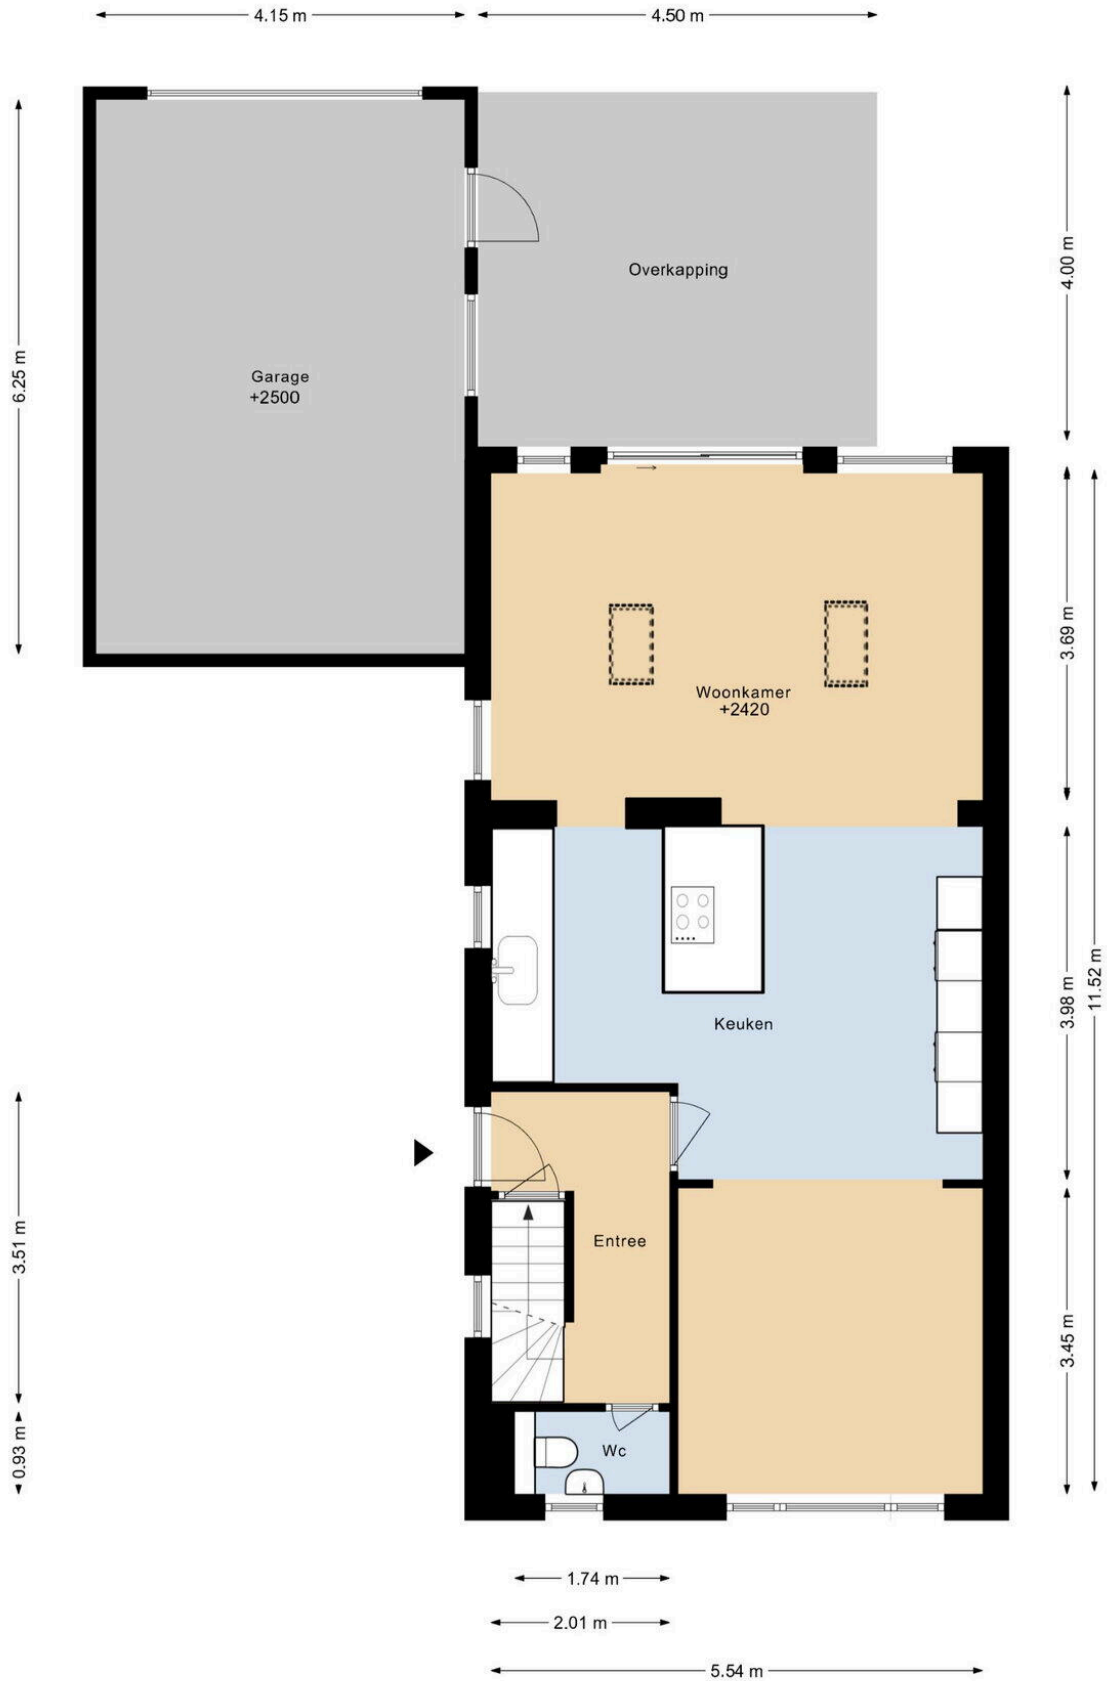 4.15 m
4.50 m
4.00 m
6.25 m
Overkapping
Garage
+2500
3.69 m
Woonkamer
+2420
11.52 m
3.98 m
Keuken
3.51 m
Entree
3.45 m
0.93 m
Wc
1.74 m
2.01 m
5.54 m